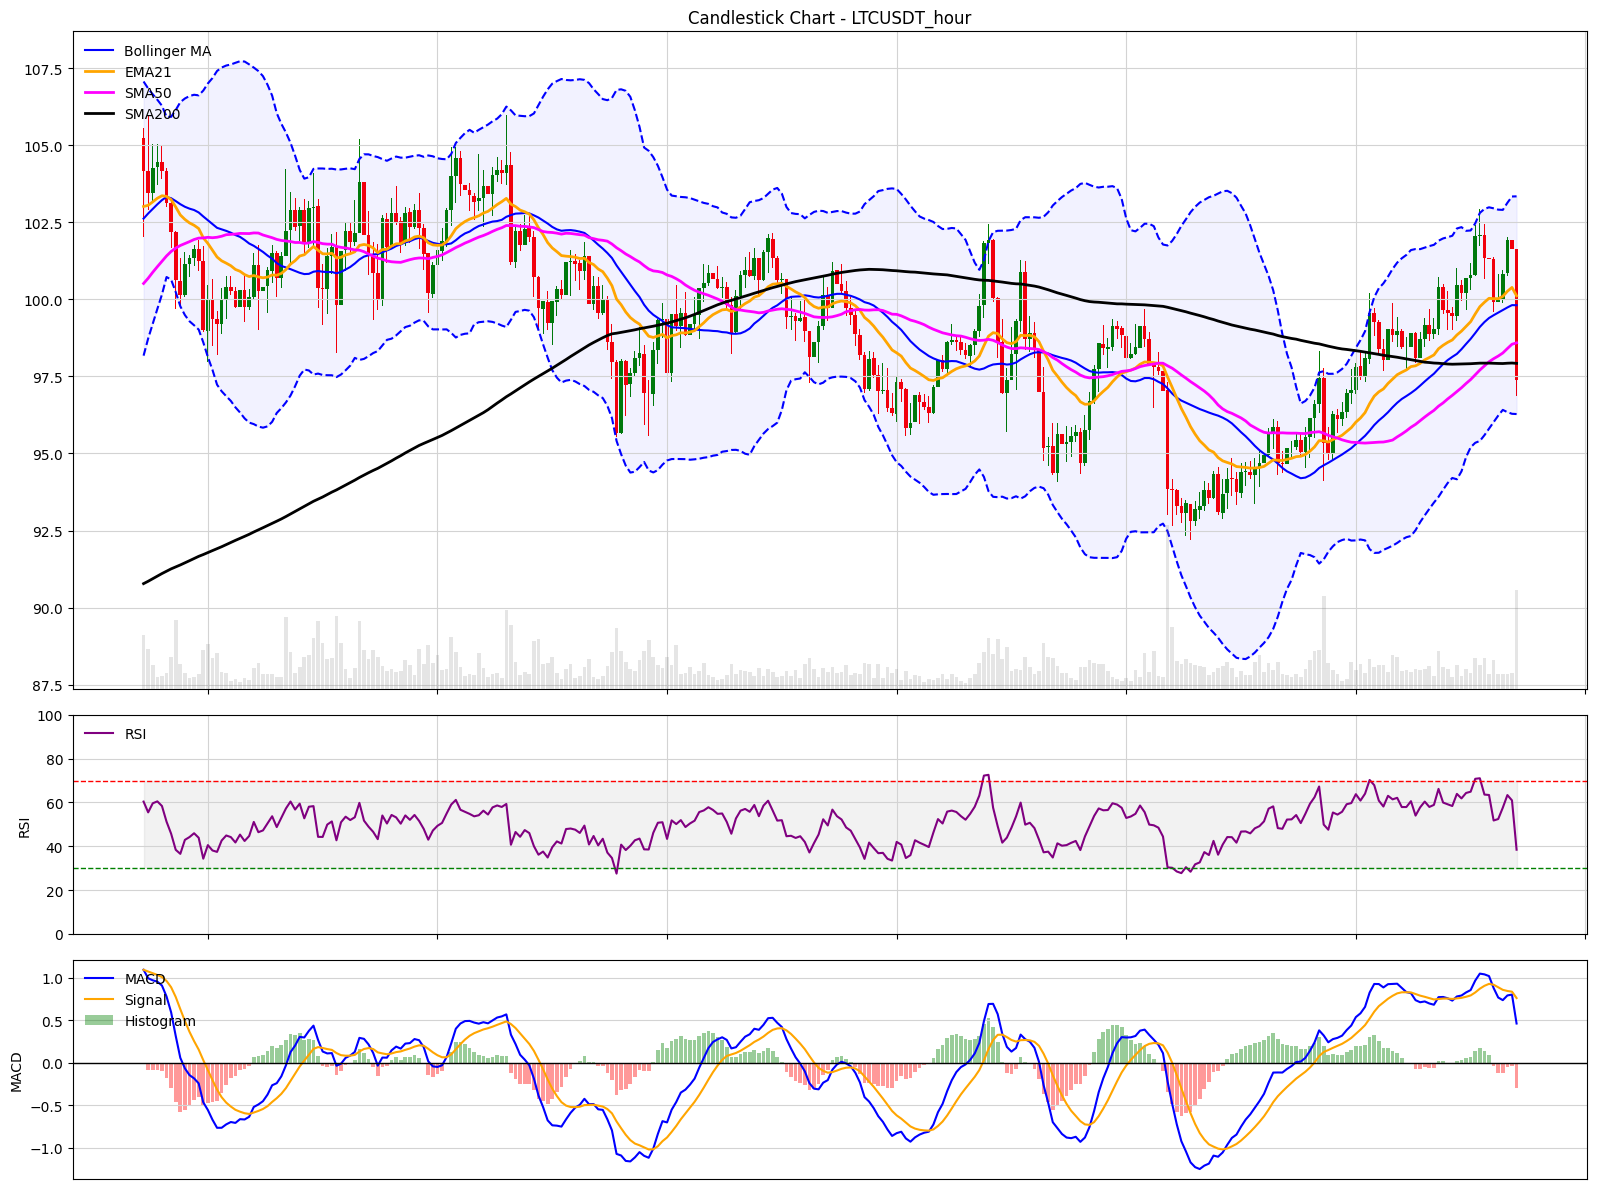 Candlestick Chart - LTCUSDT_hour
Bollinger MA
EMA21
SMA50
SMA200
107.5
105.0
102.5
100.0
97.5
95.0
92.5
90.0
87.5
RSI
RSI
100
80
60
40
20
0
MACD
Signal
Histogram
MACD
1.0
0.5
0.0
−0.5
−1.0